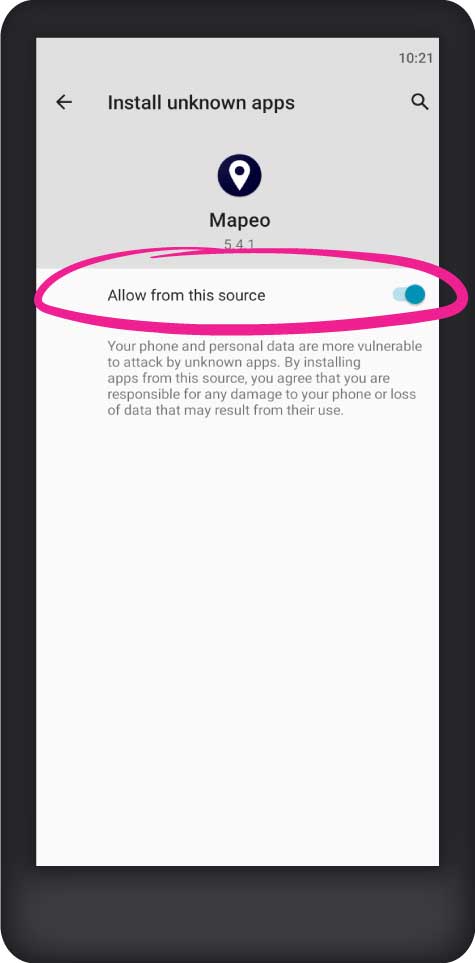 10:21
Install unknown apps
Mapeo
5.4.1
Allow from this source
Your phone and personal data are more vulnerable
to attack by unknown apps. By installing
apps from this source, you agree that you are
responsible for any damage to your phone or loss
of data that may result from their use.